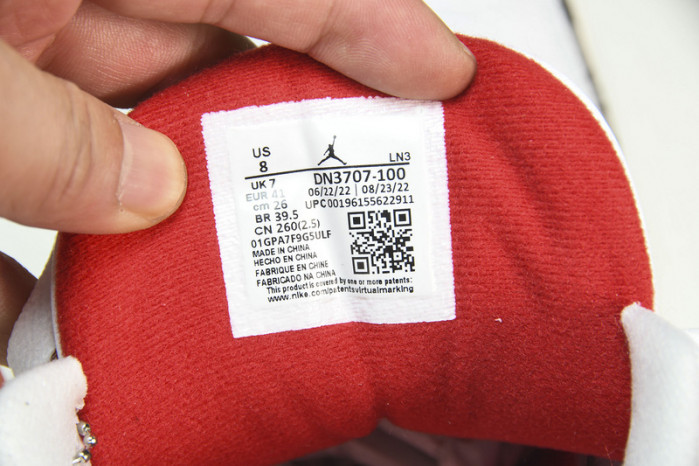 US
8
LN3
UK 7
DN3707-100
EUR 41
06/22/22 | 08/23/22
cm 26
UPC00196155622911
BR 39.5
CN 260(2.5)
01GPA7F9G5ULF
MADE IN CHINA
HECHO EN CHINA
FABRIQUE EN CHINE
FABRICADO NA CHINA
This product is covered by one or more patents:
www.nike.com/patentsvirtualmarking